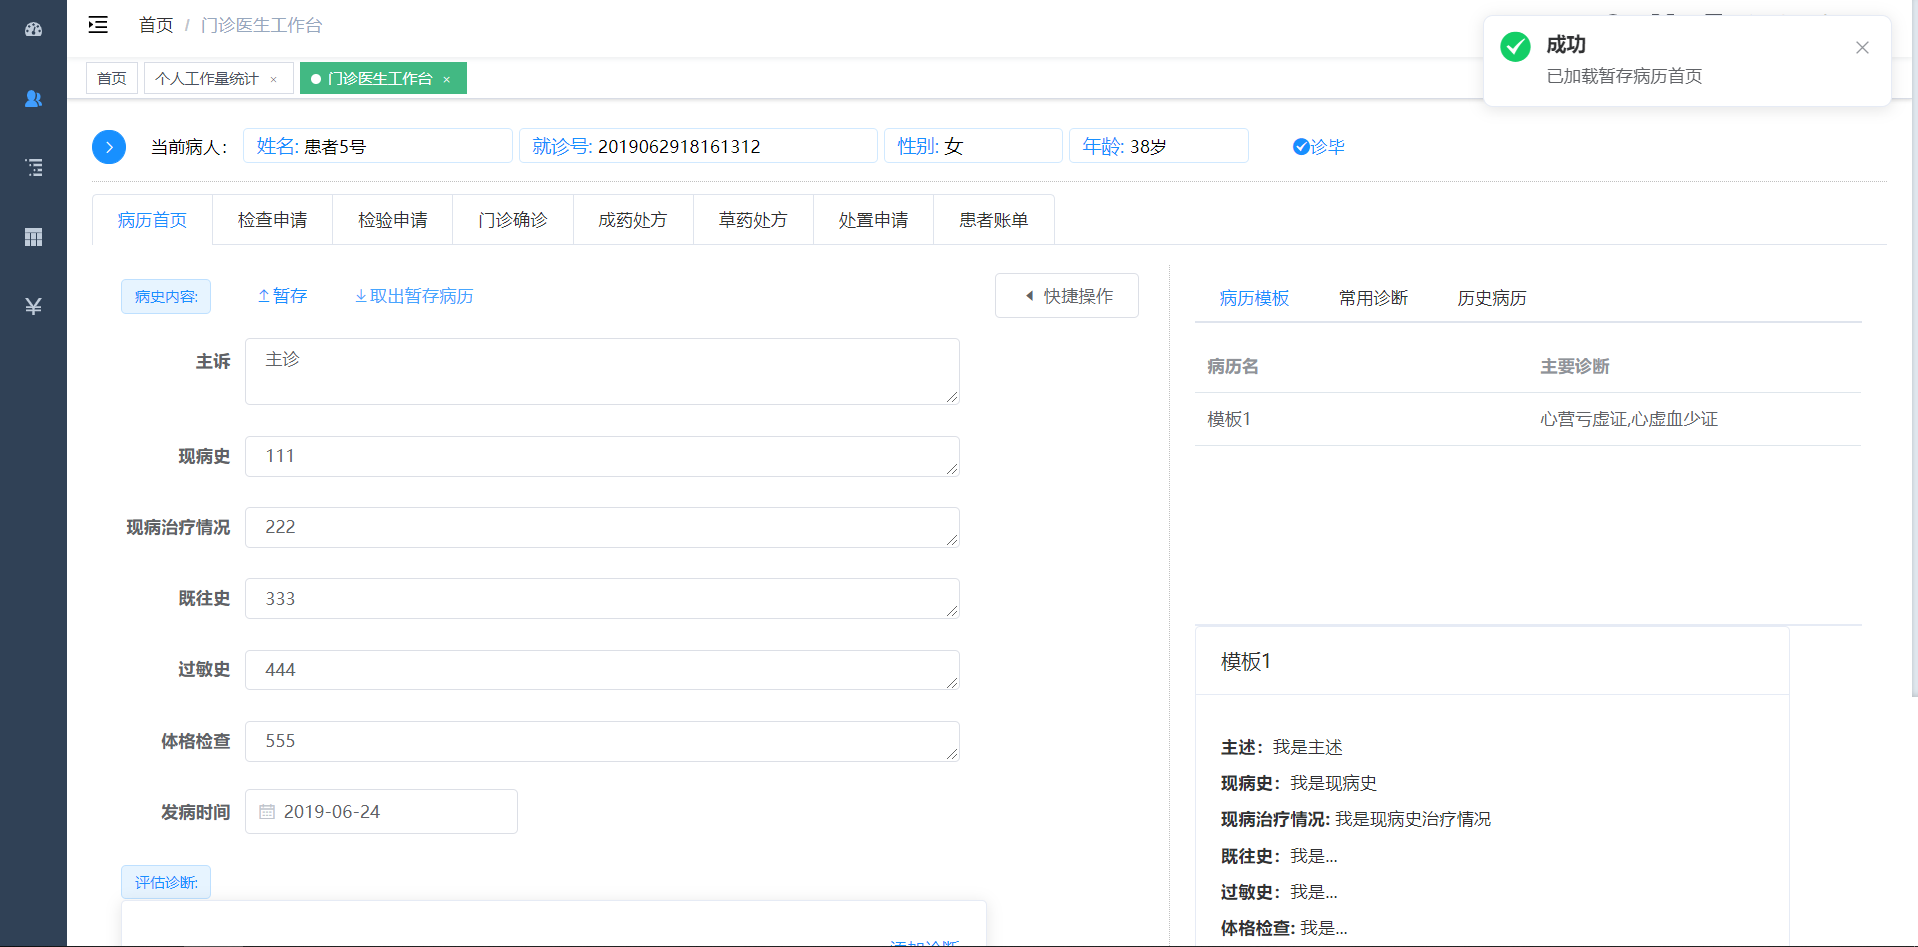 首页 / 门诊医生工作台
成功
已加载暂存病历首页
首页 个人工作量统计 × 门诊医生工作台 ×
当前病人： 姓名: 患者5号 就诊号: 2019062918161312 性别: 女 年龄: 38岁 诊毕
病历首页 检查申请 检验申请 门诊确诊 成药处方 草药处方 处置申请 患者账单
病史内容: 暂存 取出暂存病历 快捷操作
病历模板 常用诊断 历史病历
主诉 主诊
病历名 主要诊断
模板1 心营亏虚证,心虚血少证
现病史 111
现病治疗情况 222
既往史 333
过敏史 444
体格检查 555
发病时间 2019-06-24
评估诊断:
添加诊断
模板1
主述：我是主述
现病史：我是现病史
现病治疗情况: 我是现病史治疗情况
既往史：我是...
过敏史：我是...
体格检查: 我是...